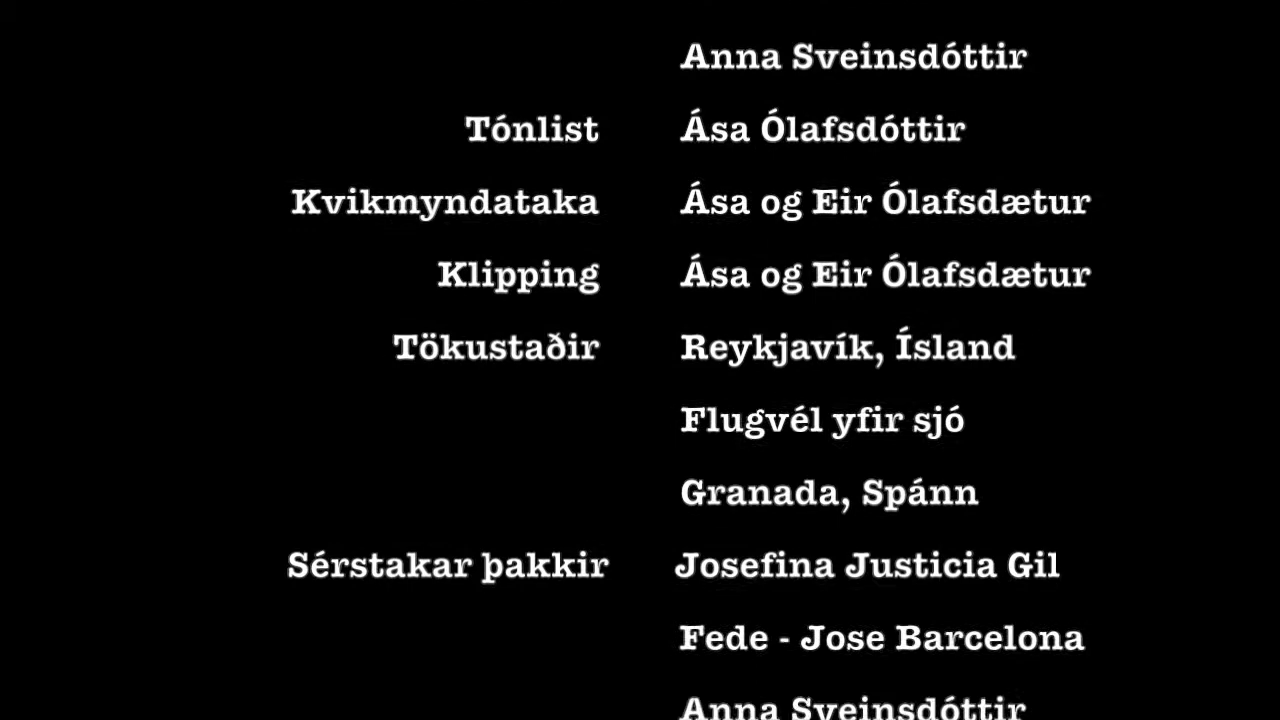 Anna Sveinsdóttir
Tónlist Ása Ólafsdóttir
Kvikmyndataka Ása og Eir Ólafsdætur
Klipping Ása og Eir Ólafsdætur
Tökustaðir Reykjavík, Ísland
Flugvél yfir sjó
Granada, Spánn
Sérstakar þakkir Josefina Justicia Gil
Fede - Jose Barcelona
Anna Sveinsdóttir